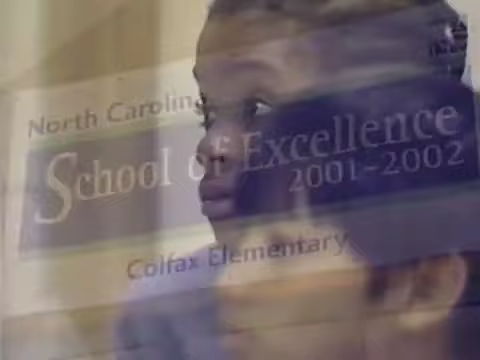 North Carolina
School of Excellence
2001-2002
Colfax Elementary